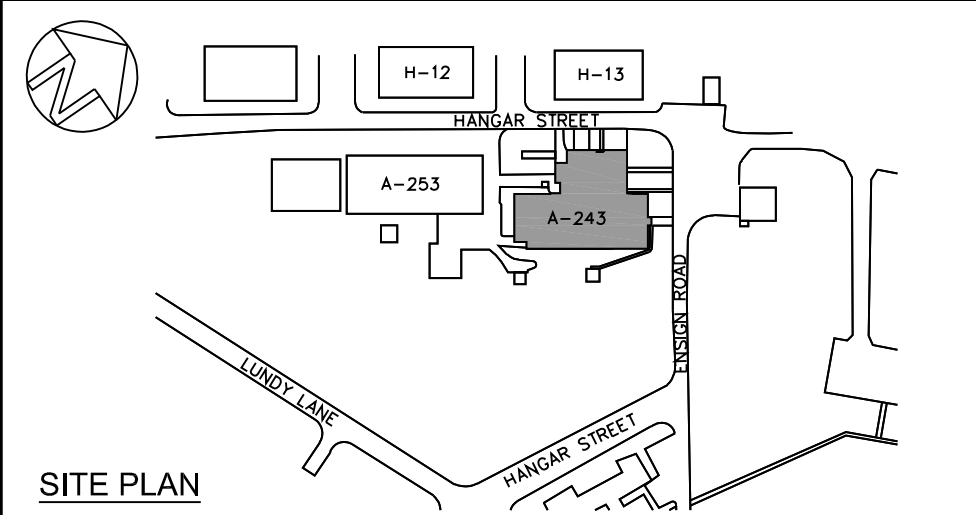 N
H-12
H-13
HANGAR STREET
A-253
A-243
ENSIGN ROAD
LUNDY LANE
HANGAR STREET
SITE PLAN